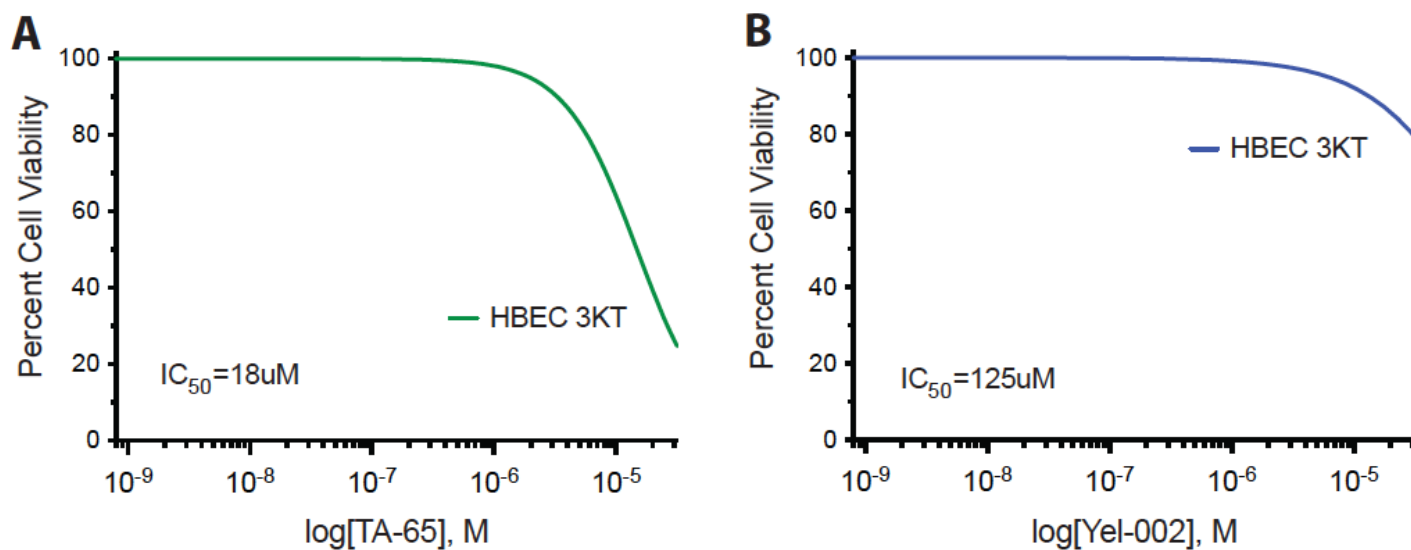 A
Percent Cell Viability
100
80
60
40
20
0
HBEC 3KT
IC50=18uM
10-9
10-8
10-7
10-6
10-5
log[TA-65], M
B
Percent Cell Viability
100
80
60
40
20
0
HBEC 3KT
IC50=125uM
10-9
10-8
10-7
10-6
10-5
log[Yel-002], M